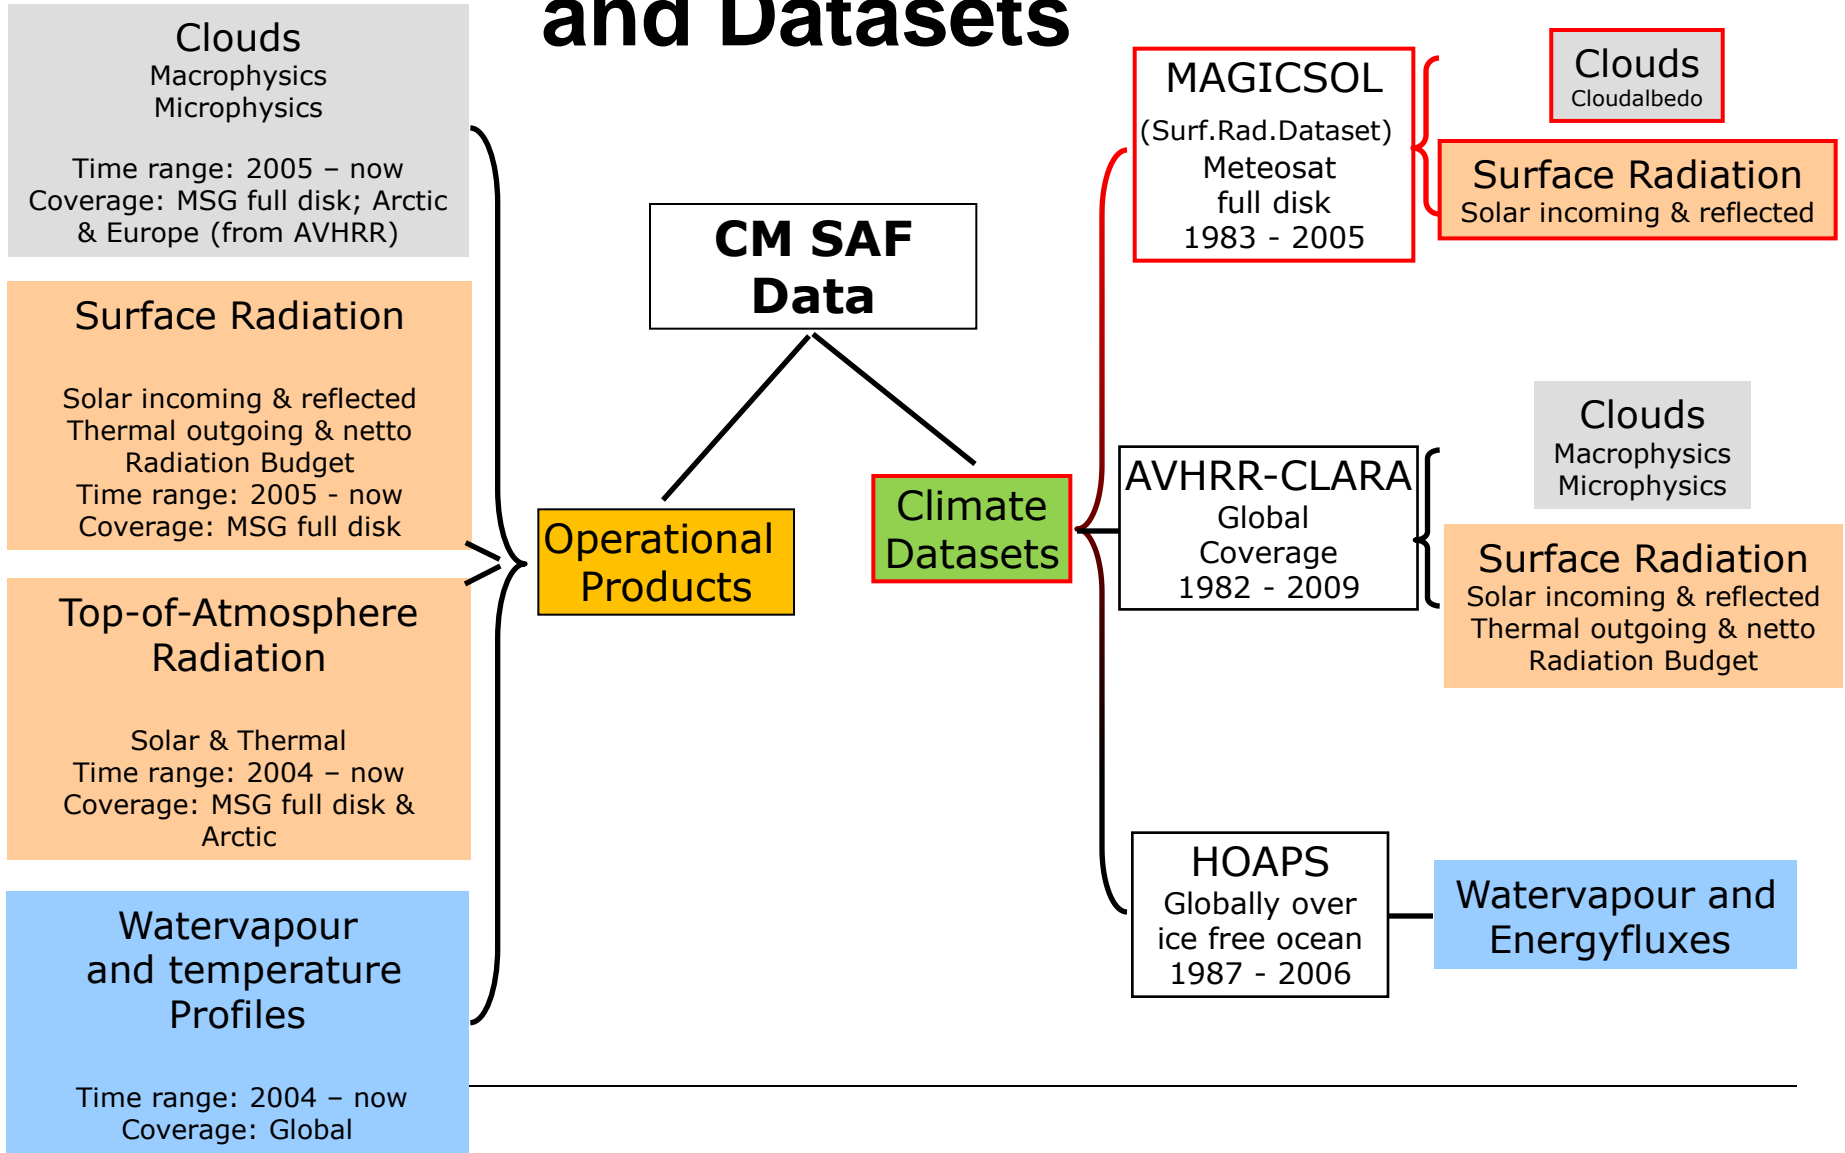 and Datasets
Clouds
Macrophysics
Microphysics
Time range: 2005 – now
Coverage: MSG full disk; Arctic
& Europe (from AVHRR)
Surface Radiation
Solar incoming & reflected
Thermal outgoing & netto
Radiation Budget
Time range: 2005 - now
Coverage: MSG full disk
Top-of-Atmosphere
Radiation
Solar & Thermal
Time range: 2004 – now
Coverage: MSG full disk &
Arctic
Watervapour
and temperature
Profiles
Time range: 2004 – now
Coverage: Global
CM SAF
Data
Operational
Products
Climate
Datasets
MAGICSOL
(Surf.Rad.Dataset)
Meteosat
full disk
1983 - 2005
Clouds
Cloudalbedo
Surface Radiation
Solar incoming & reflected
AVHRR-CLARA
Global
Coverage
1982 - 2009
Clouds
Macrophysics
Microphysics
Surface Radiation
Solar incoming & reflected
Thermal outgoing & netto
Radiation Budget
HOAPS
Globally over
ice free ocean
1987 - 2006
Watervapour and
Energyfluxes